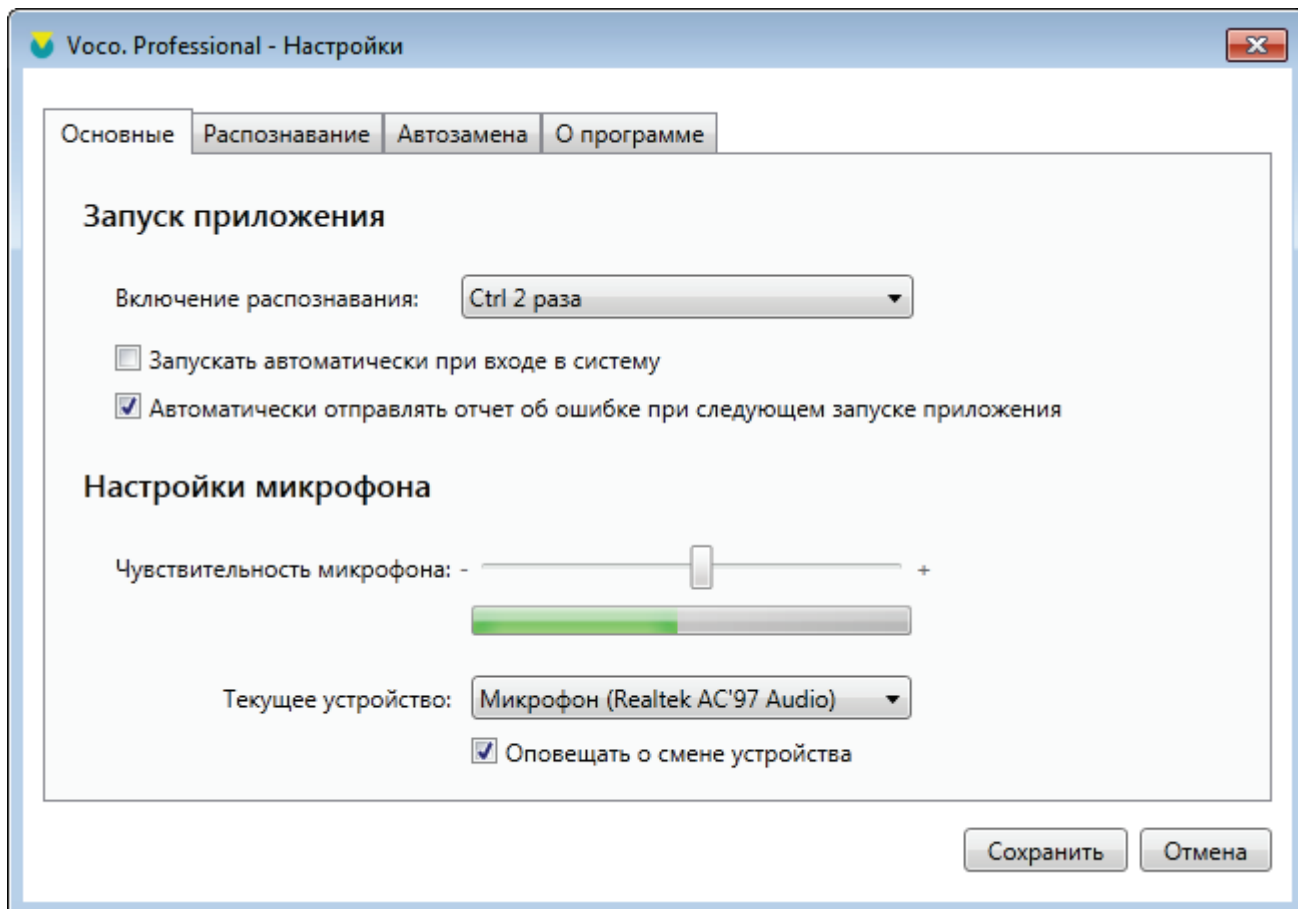 Voco. Professional - Настройки
Основные Распознавание Автозамена О программе
Запуск приложения
Включение распознавания: Ctrl 2 раза
Запускать автоматически при входе в систему
Автоматически отправлять отчет об ошибке при следующем запуске приложения
Настройки микрофона
Чувствительность микрофона: - +
Текущее устройство: Микрофон (Realtek AC'97 Audio)
Оповещать о смене устройства
Сохранить Отмена